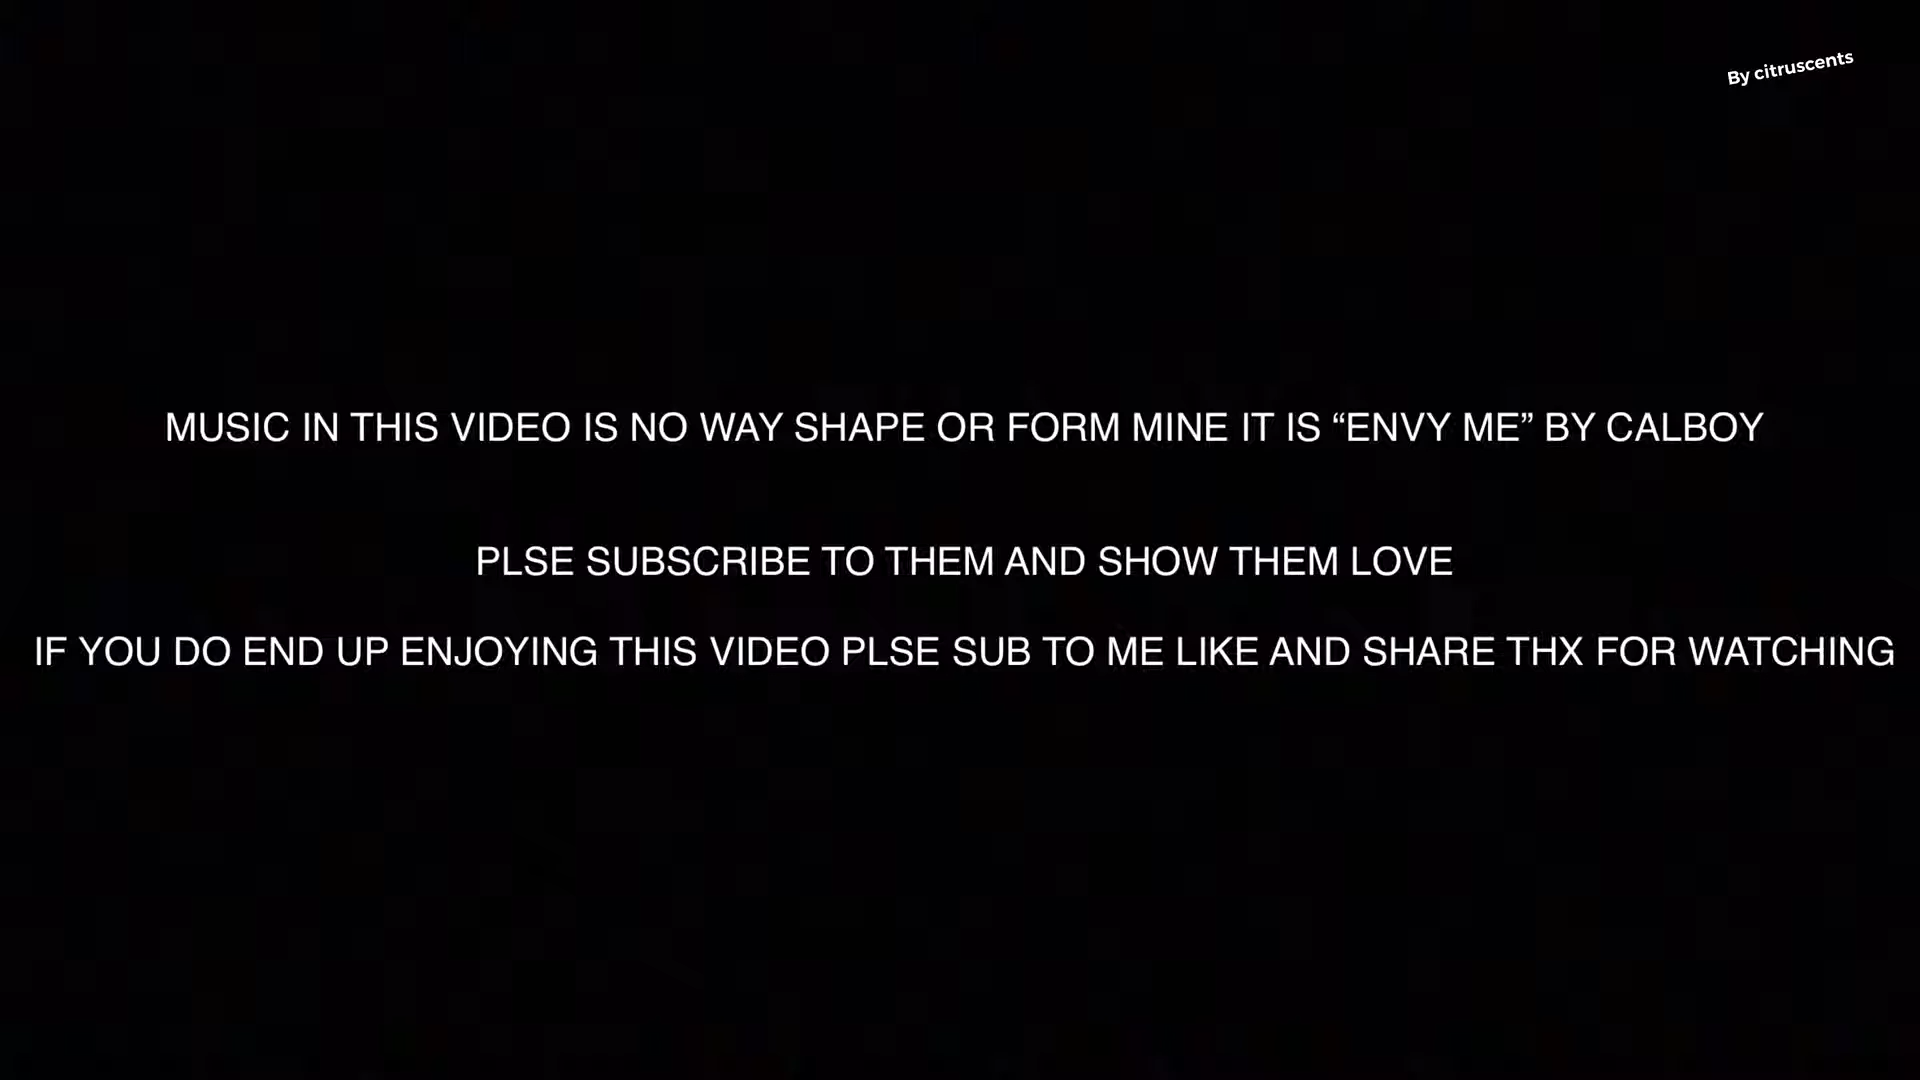 By citruscents
MUSIC IN THIS VIDEO IS NO WAY SHAPE OR FORM MINE IT IS “ENVY ME” BY CALBOY
PLSE SUBSCRIBE TO THEM AND SHOW THEM LOVE
IF YOU DO END UP ENJOYING THIS VIDEO PLSE SUB TO ME LIKE AND SHARE THX FOR WATCHING